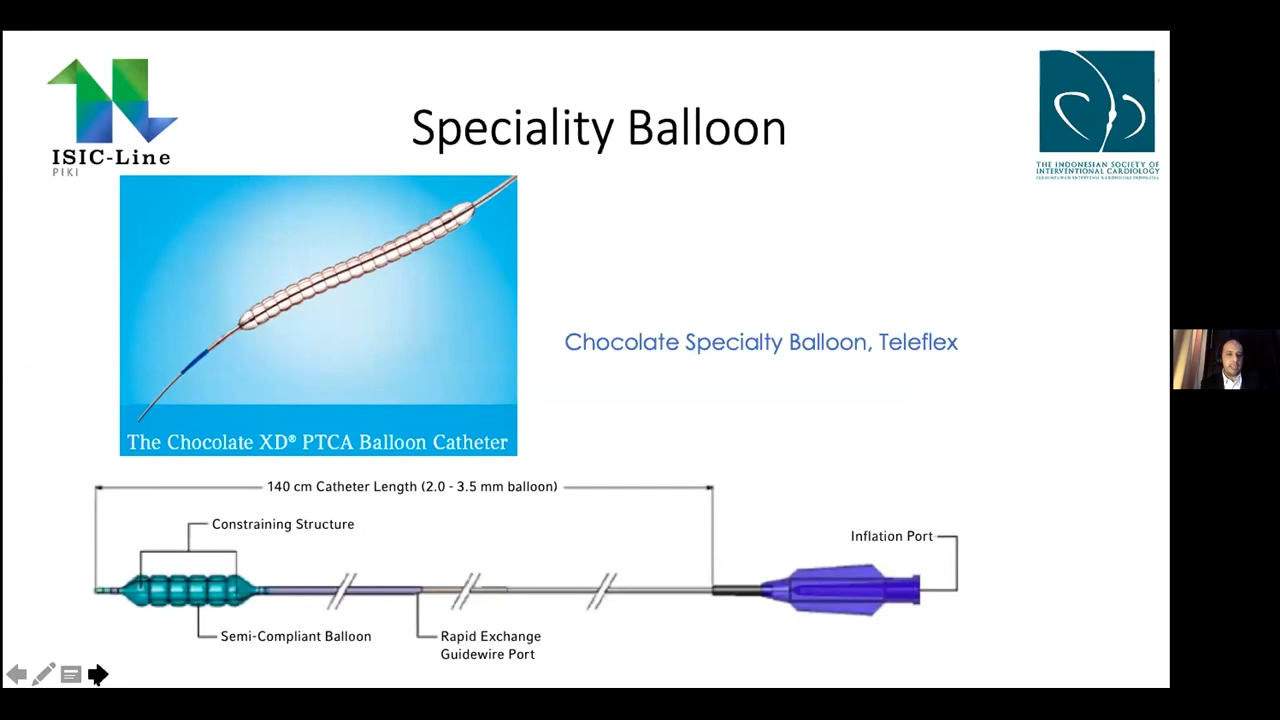 ISIC-Line
PIKI
Speciality Balloon
THE INDONESIAN SOCIETY OF
INTERVENTIONAL CARDIOLOGY
The Chocolate XD® PTCA Balloon Catheter
Chocolate Specialty Balloon, Teleflex
140 cm Catheter Length (2.0 - 3.5 mm balloon)
Constraining Structure
Inflation Port
Semi-Compliant Balloon
Rapid Exchange
Guidewire Port